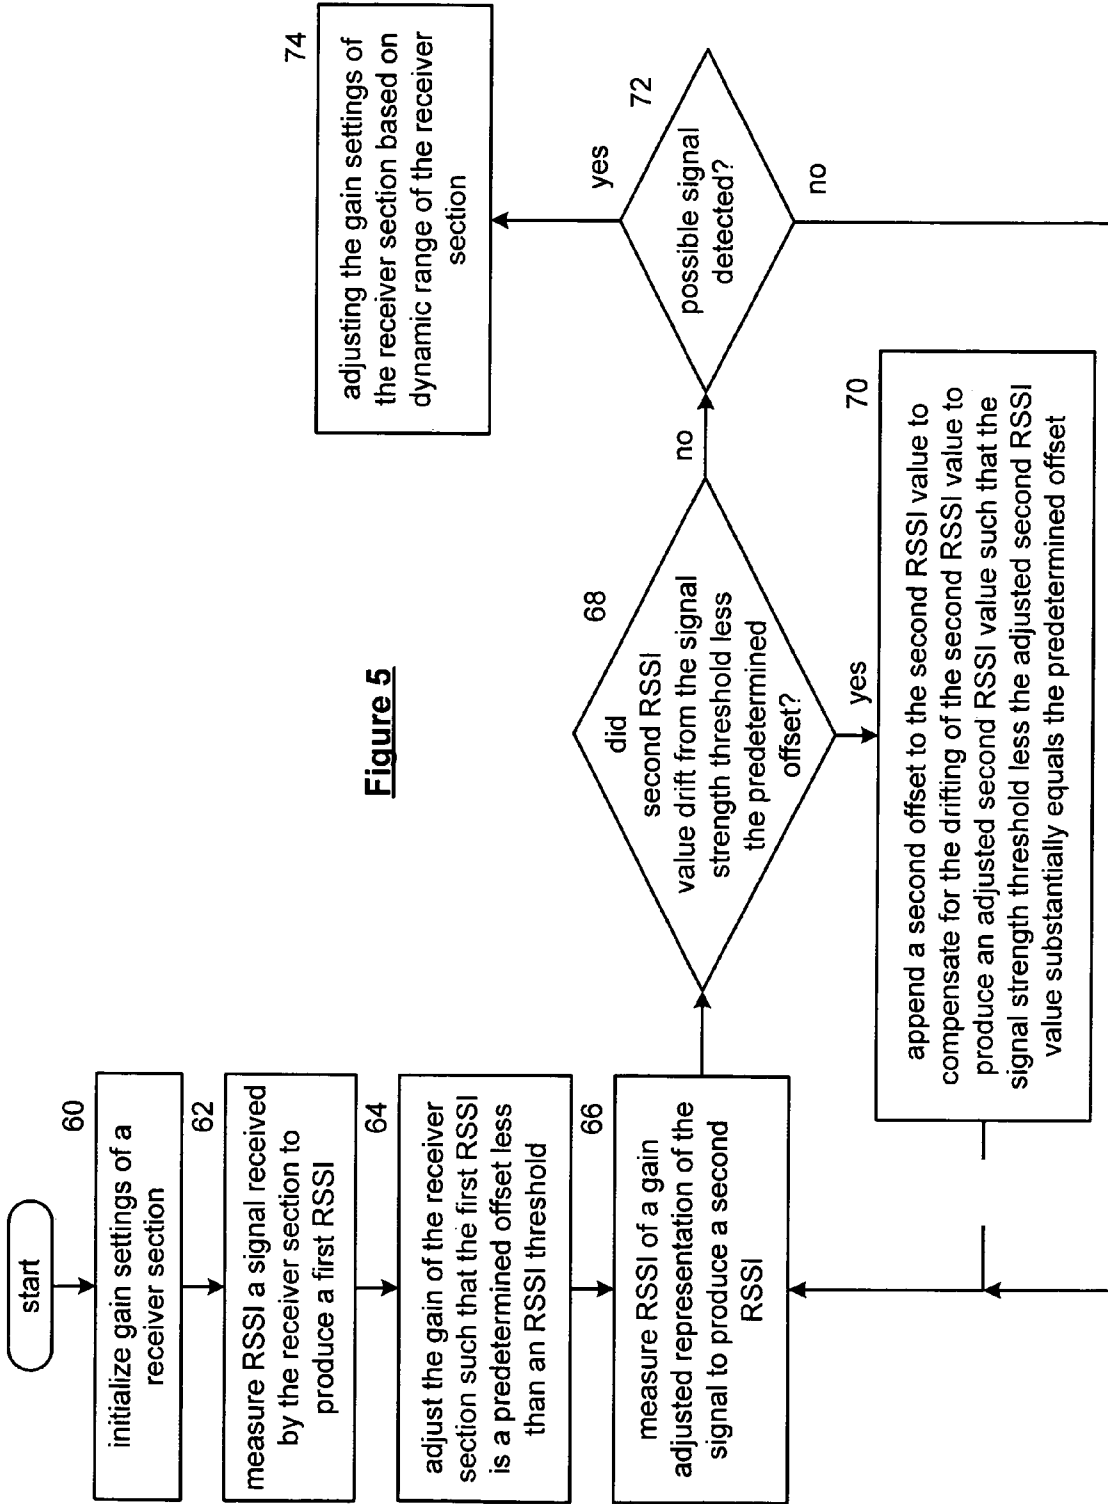 start
60
initialize gain settings of a
receiver section
62
measure RSSI a signal received
by the receiver section to
produce a first RSSI
64
adjust the gain of the receiver
section such that the first RSSI
is a predetermined offset less
than an RSSI threshold
66
measure RSSI of a gain
adjusted representation of the
signal to produce a second
RSSI
Figure 5
68
did
second RSSI
value drift from the signal
strength threshold less
the predetermined
offset?
no
yes
70
append a second offset to the second RSSI value to
compensate for the drifting of the second RSSI value to
produce an adjusted second RSSI value such that the
signal strength threshold less the adjusted second RSSI
value substantially equals the predetermined offset
72
possible signal
detected?
yes
no
74
adjusting the gain settings of
the receiver section based on
dynamic range of the receiver
section